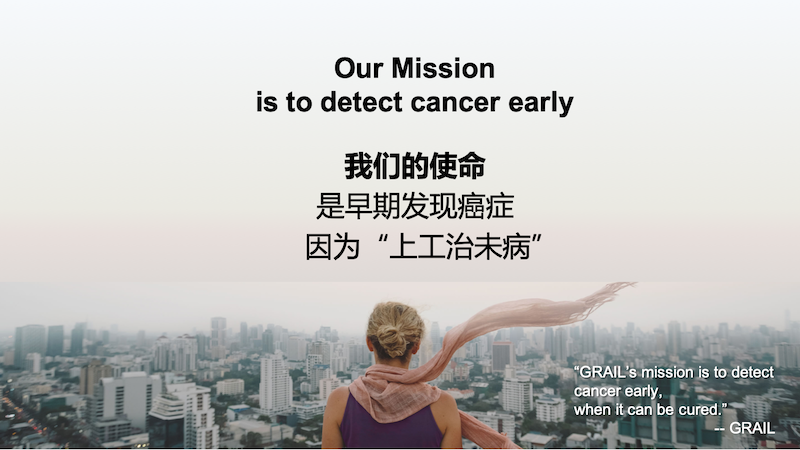 Our Mission
is to detect cancer early
我们的使命
是早期发现癌症
因为“上工治未病”
“GRAIL’s mission is to detect
cancer early,
when it can be cured.”
-- GRAIL